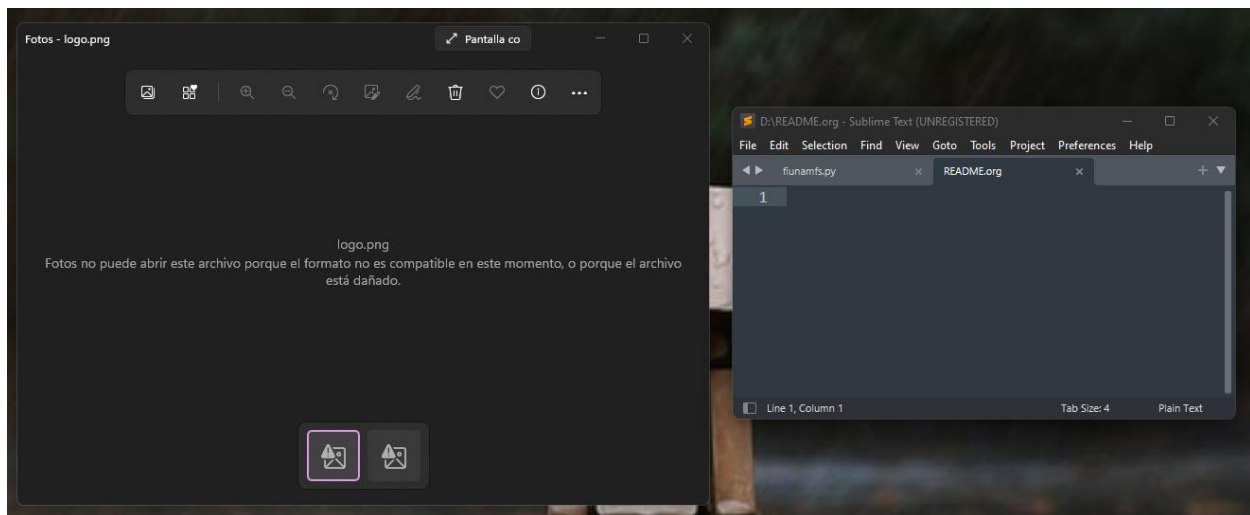 Fotos - logo.png
Pantalla co
logo.png
Fotos no puede abrir este archivo porque el formato no es compatible en este momento, o porque el archivo
está dañado.
D:\README.org - Sublime Text (UNREGISTERED)
File Edit Selection Find View Goto Tools Project Preferences Help
fiunamfs.py README.org
1
Line 1, Column 1 Tab Size: 4 Plain Text